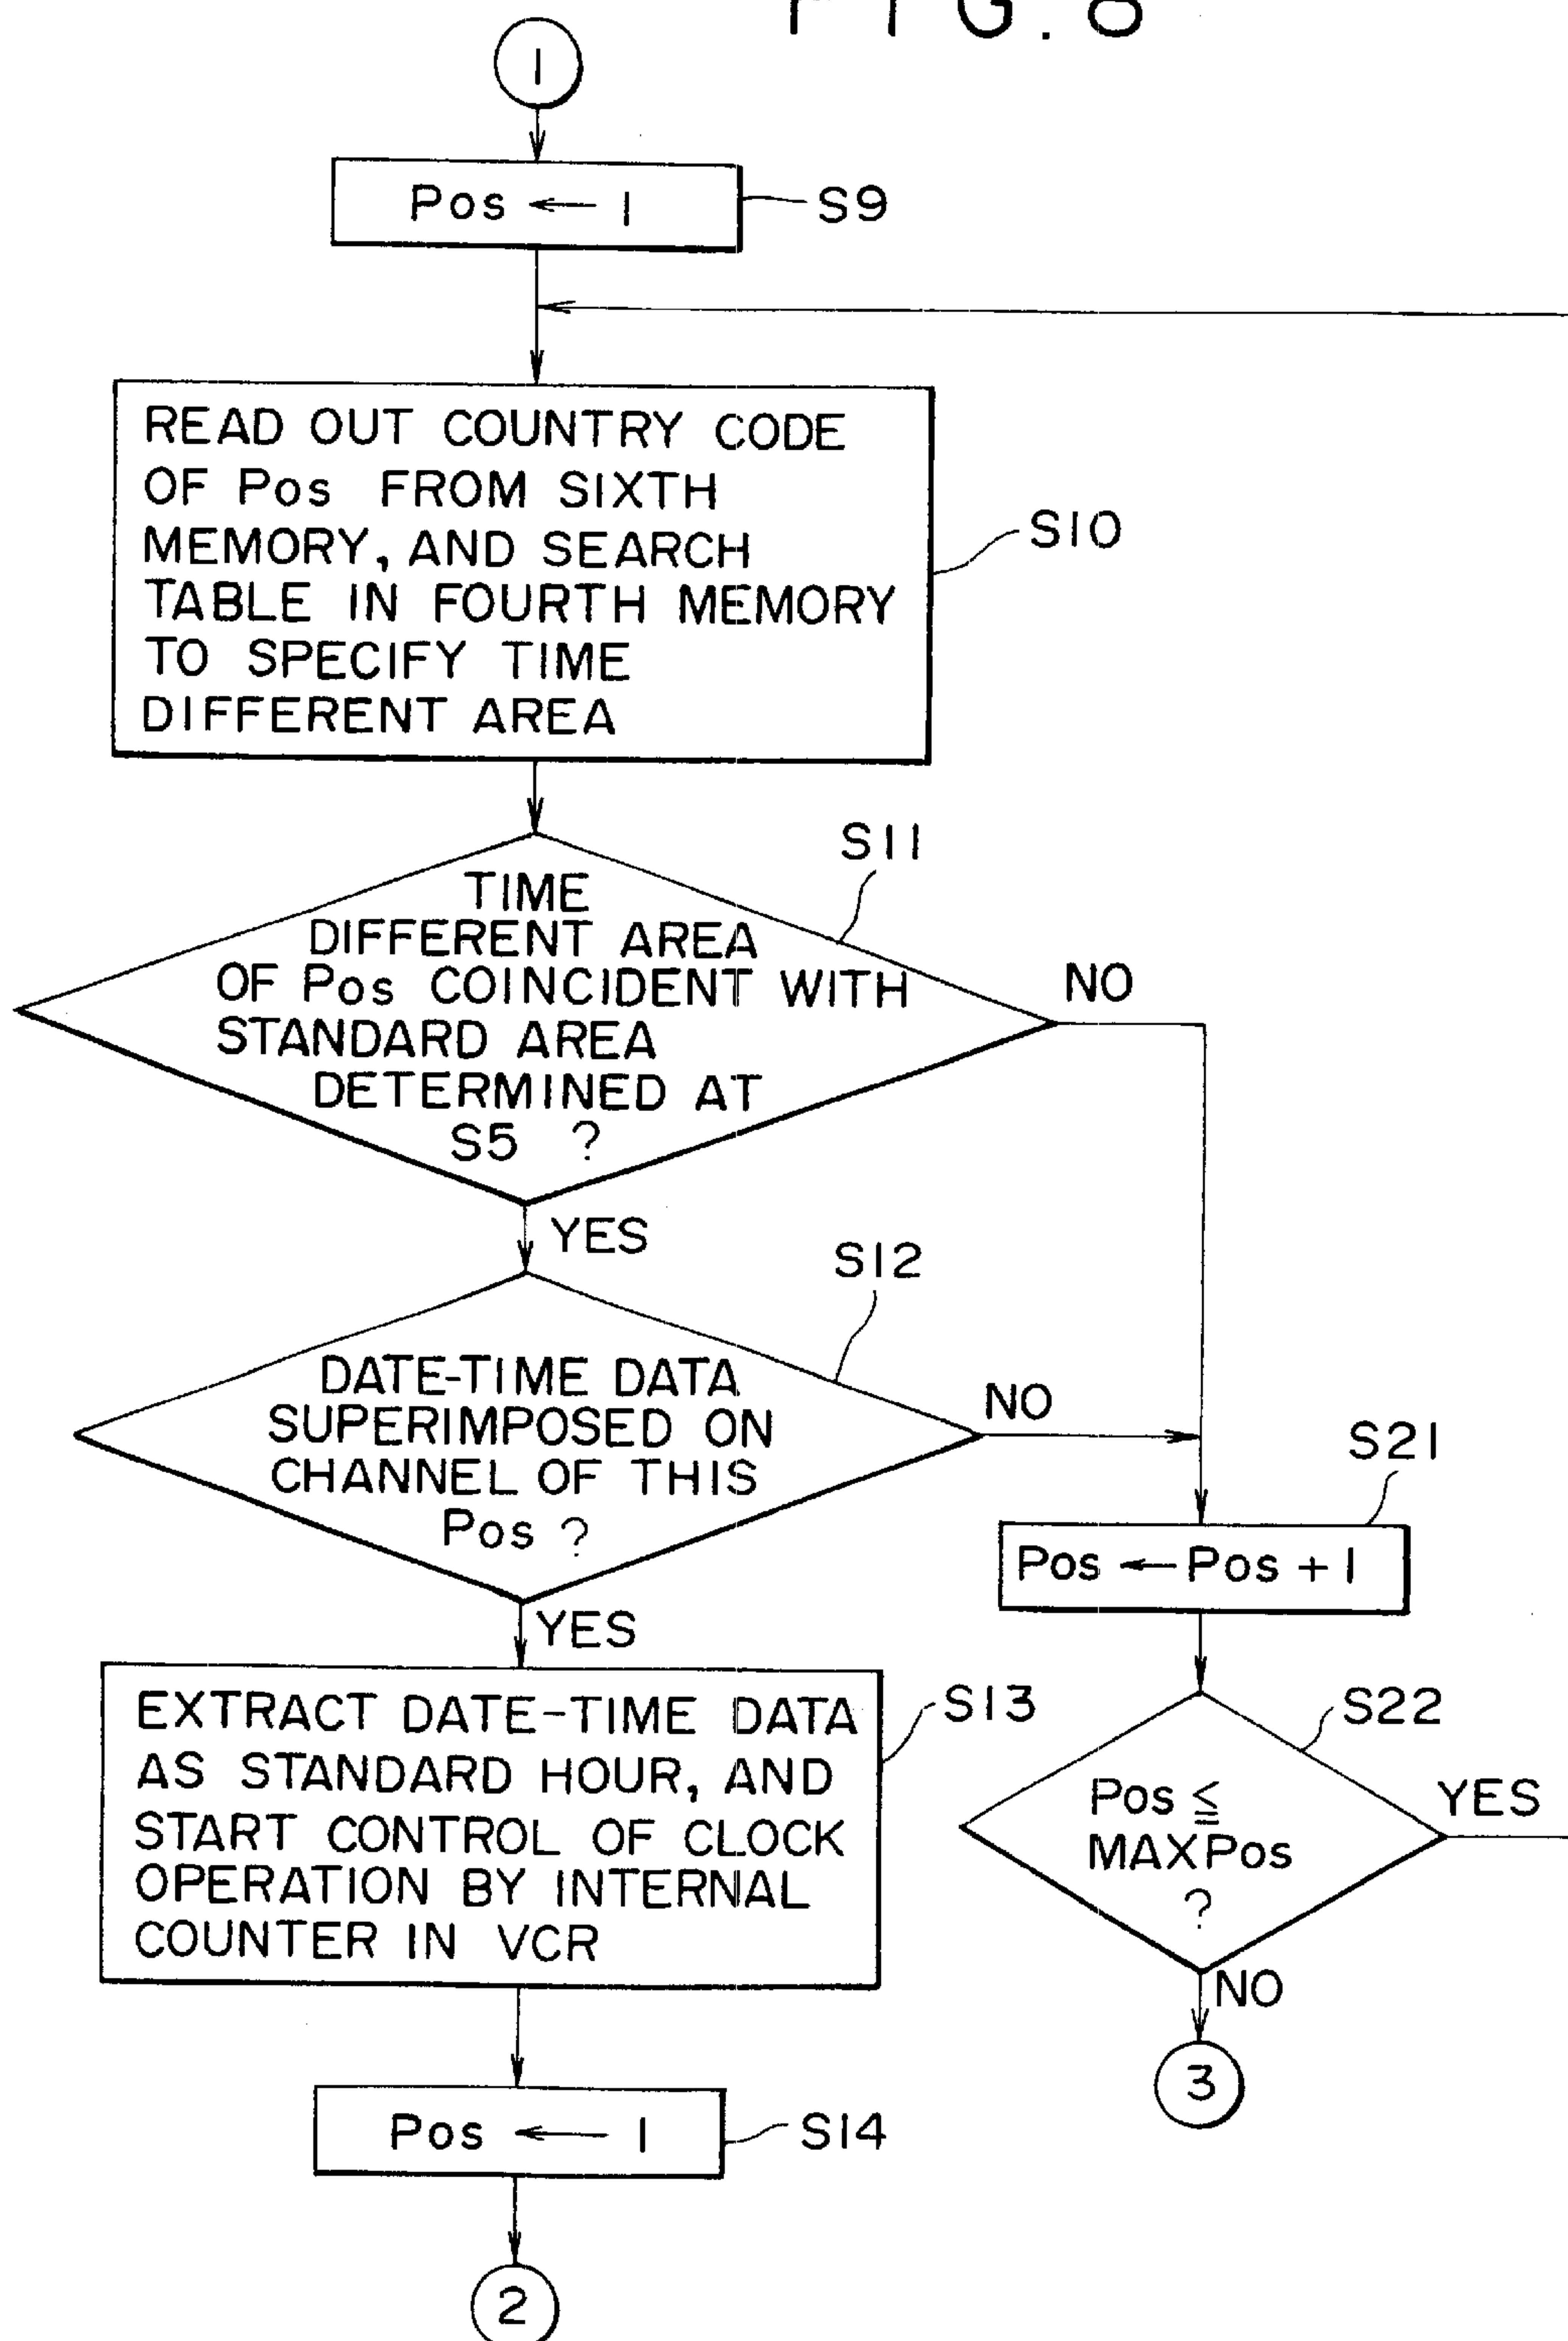 FIG. 8
1
Pos ← 1
S9
READ OUT COUNTRY CODE
OF Pos FROM SIXTH
MEMORY, AND SEARCH
TABLE IN FOURTH MEMORY
TO SPECIFY TIME
DIFFERENT AREA
S10
S11
TIME
DIFFERENT AREA
OF Pos COINCIDENT WITH
STANDARD AREA
DETERMINED AT
S5 ?
NO
YES
S12
DATE-TIME DATA
SUPERIMPOSED ON
CHANNEL OF THIS
Pos ?
NO
YES
S21
Pos ← Pos + 1
EXTRACT DATE-TIME DATA
AS STANDARD HOUR, AND
START CONTROL OF CLOCK
OPERATION BY INTERNAL
COUNTER IN VCR
S13
S22
Pos ≦
MAXPos
?
YES
NO
3
Pos ← 1
S14
2